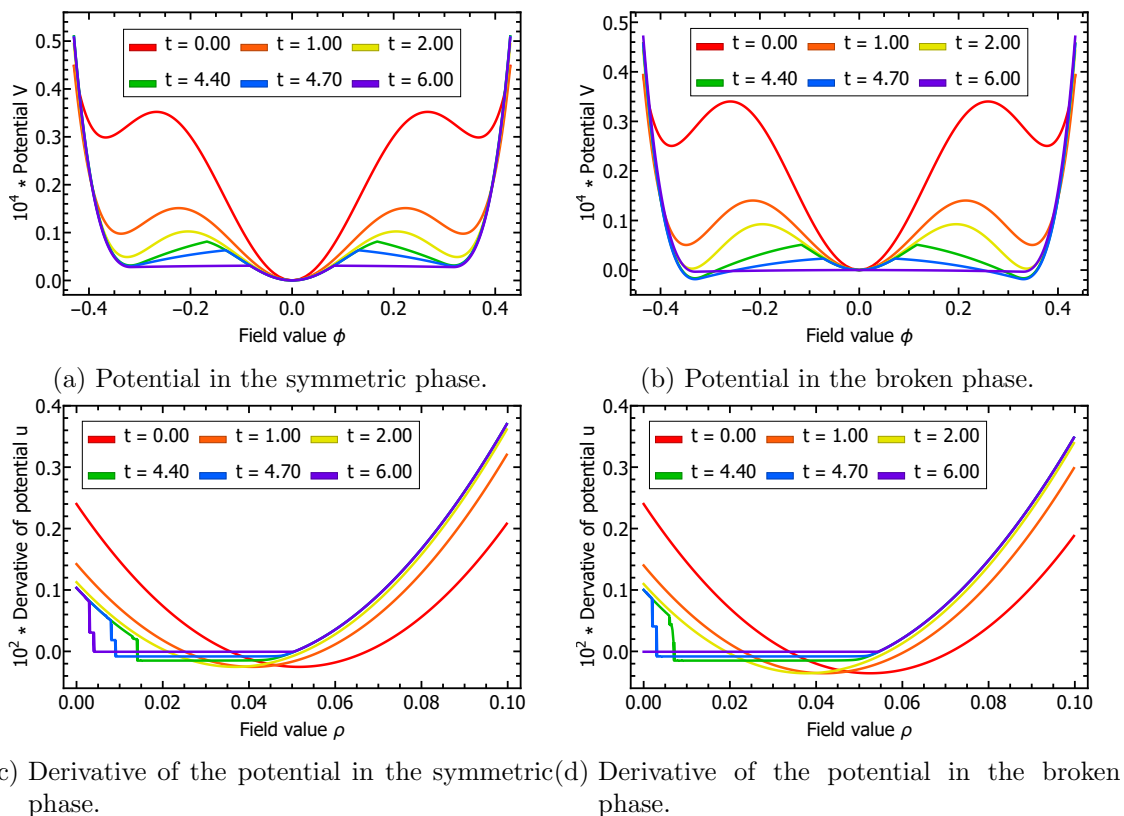 t = 0.00 t = 1.00 t = 2.00
t = 4.40 t = 4.70 t = 6.00
0.5
0.4
0.3
0.2
0.1
0.0
10^4 * Potential V
−0.4 −0.2 0.0 0.2 0.4
Field value ϕ
(a) Potential in the symmetric phase.
t = 0.00 t = 1.00 t = 2.00
t = 4.40 t = 4.70 t = 6.00
0.5
0.4
0.3
0.2
0.1
0.0
10^4 * Potential V
−0.4 −0.2 0.0 0.2 0.4
Field value ϕ
(b) Potential in the broken phase.
t = 0.00 t = 1.00 t = 2.00
t = 4.40 t = 4.70 t = 6.00
0.4
0.3
0.2
0.1
0.0
10^2 * Dervative of potential u
0.00 0.02 0.04 0.06 0.08 0.10
Field value ρ
c) Derivative of the potential in the symmetric
phase.
t = 0.00 t = 1.00 t = 2.00
t = 4.40 t = 4.70 t = 6.00
0.4
0.3
0.2
0.1
0.0
10^2 * Dervative of potential u
0.00 0.02 0.04 0.06 0.08 0.10
Field value ρ
(d) Derivative of the potential in the broken
phase.